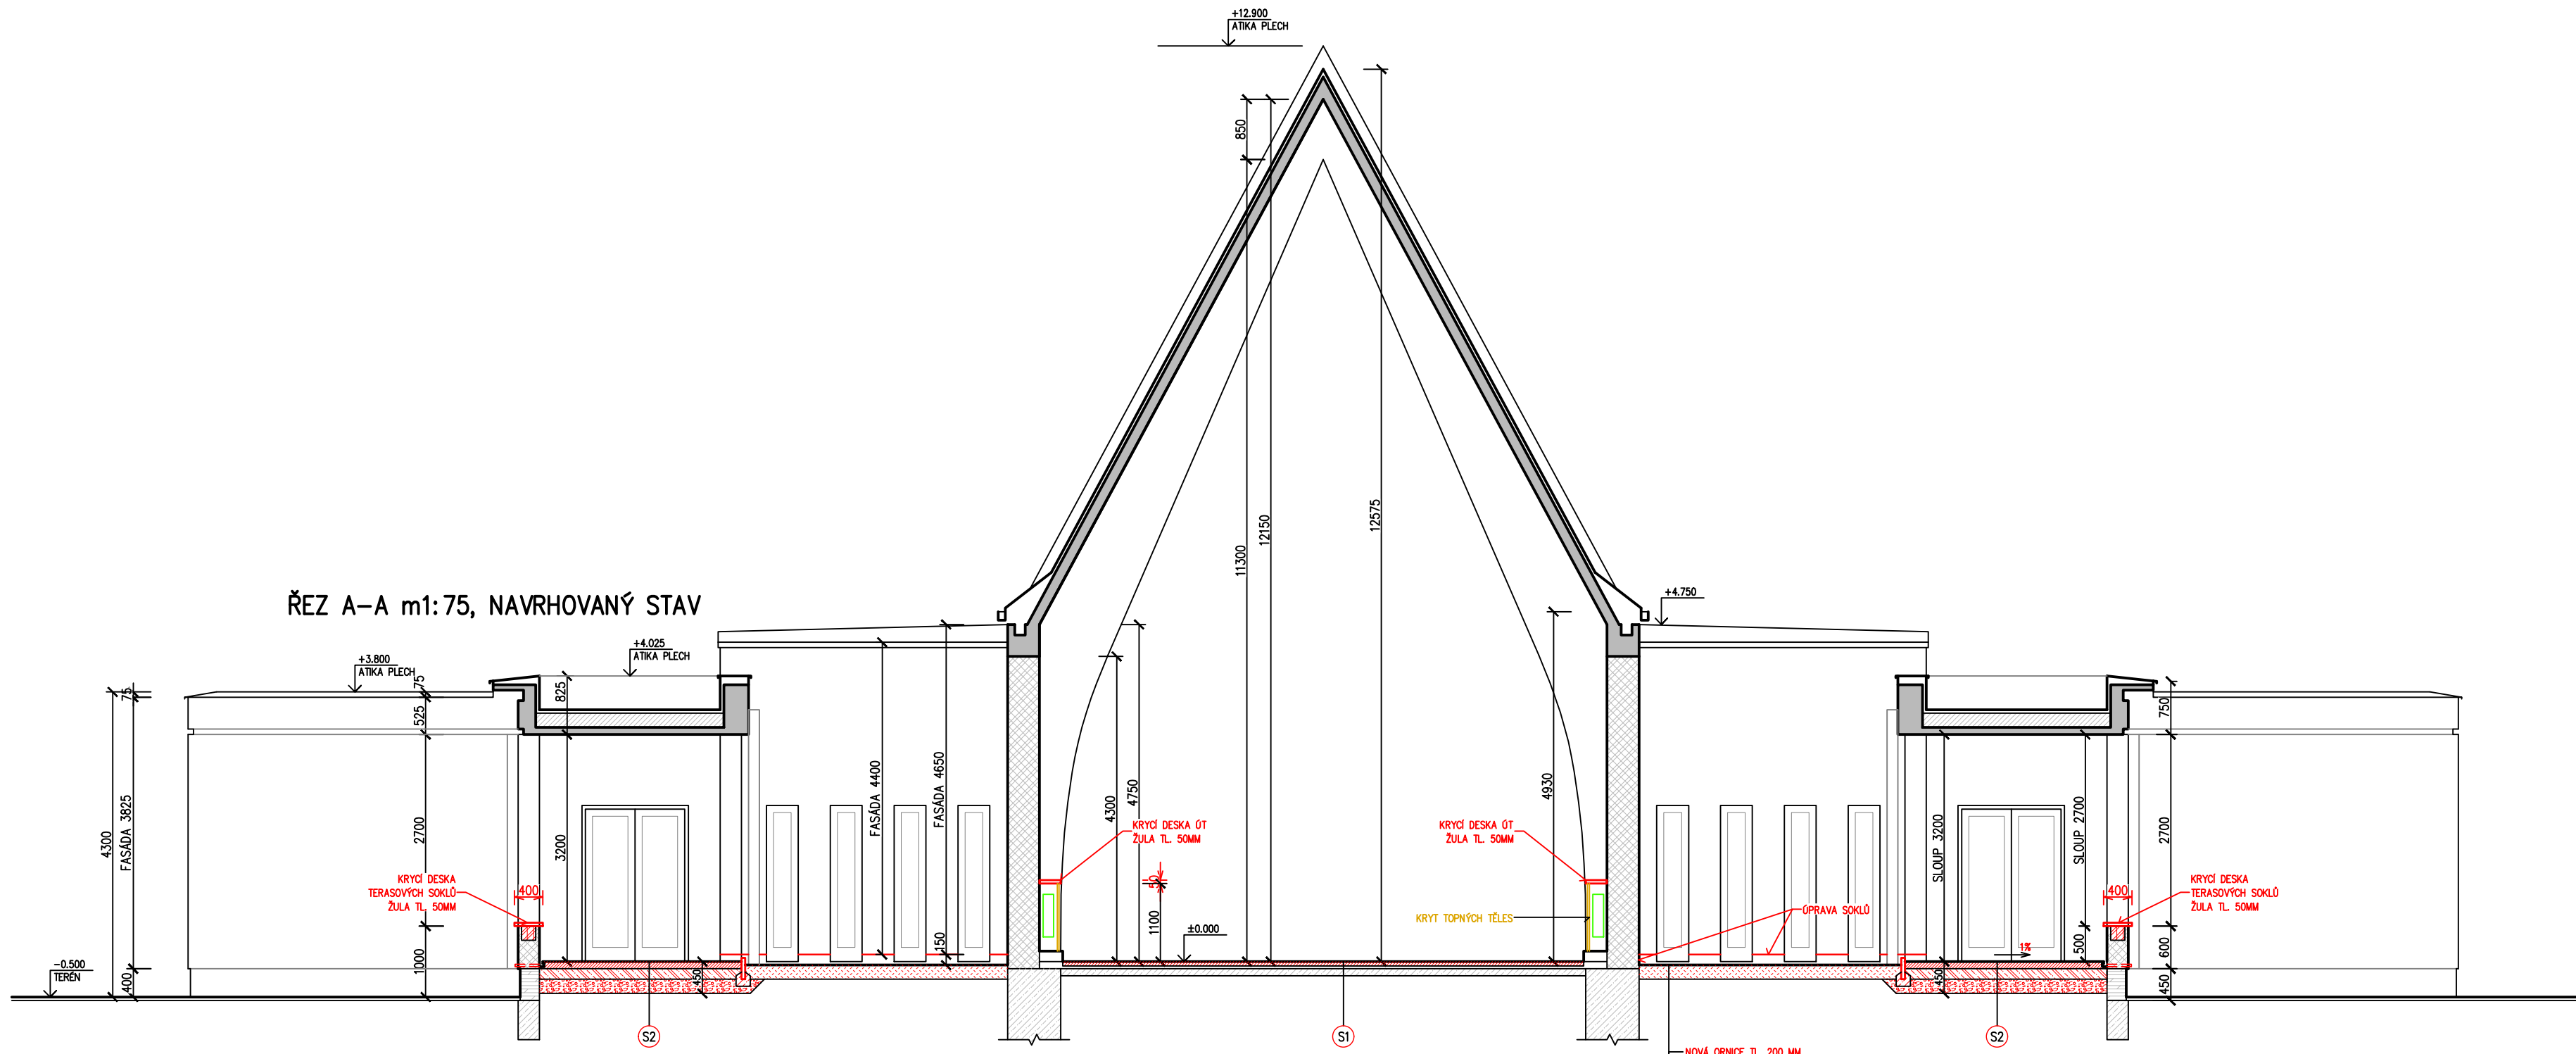 +12.900
ATIKA PLECH
850
11300
12150
12575
ŘEZ A-A m1:75, NAVRHOVANÝ STAV
+3.800
ATIKA PLECH
+4.025
ATIKA PLECH
+4.750
75
75
525
825
4300
FASÁDA 3825
400
2700
1000
3200
450
FASÁDA 4400
FASÁDA 4650
150
4300
4750
4930
50
1100
±0.000
-0.500
TERÉN
KRYCÍ DESKA
TERASOVÝCH SOKLŮ
ŽULA TL. 50MM
400
KRYCÍ DESKA ÚT
ŽULA TL. 50MM
KRYCÍ DESKA ÚT
ŽULA TL. 50MM
KRYT TOPNÝCH TĚLES
ÚPRAVA SOKLŮ
SLOUP 3200
SLOUP 2700
500
450
1%
750
2700
600
450
400
KRYCÍ DESKA
TERASOVÝCH SOKLŮ
ŽULA TL. 50MM
S2
S1
S2
NOVÁ ORNICE TL. 200 MM